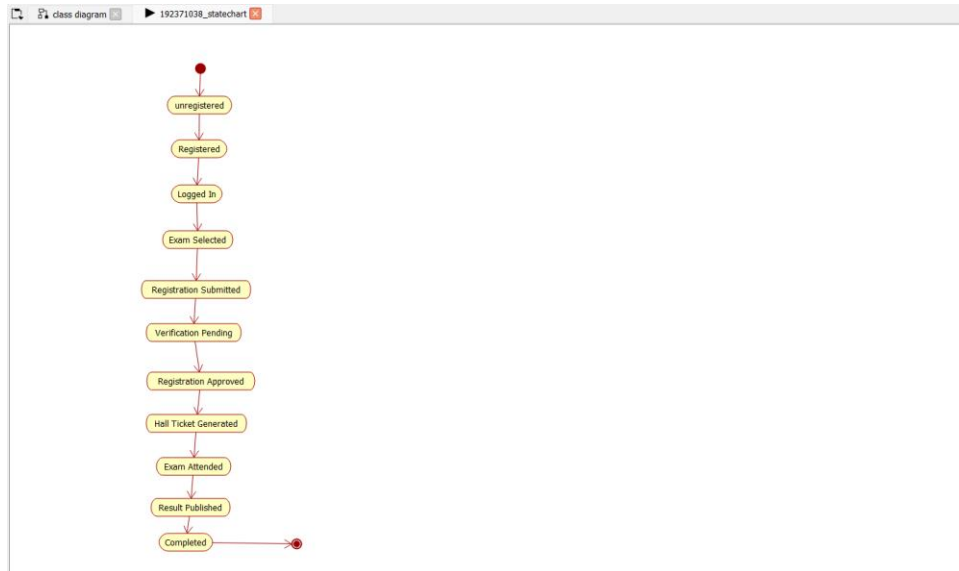 class diagram
192371038_statechart
unregistered
Registered
Logged In
Exam Selected
Registration Submitted
Verification Pending
Registration Approved
Hall Ticket Generated
Exam Attended
Result Published
Completed